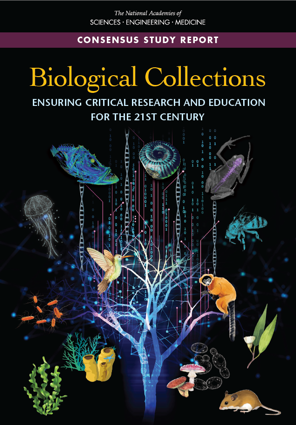 The National Academies of
SCIENCES • ENGINEERING • MEDICINE
CONSENSUS STUDY REPORT
Biological Collections
ENSURING CRITICAL RESEARCH AND EDUCATION
FOR THE 21ST CENTURY